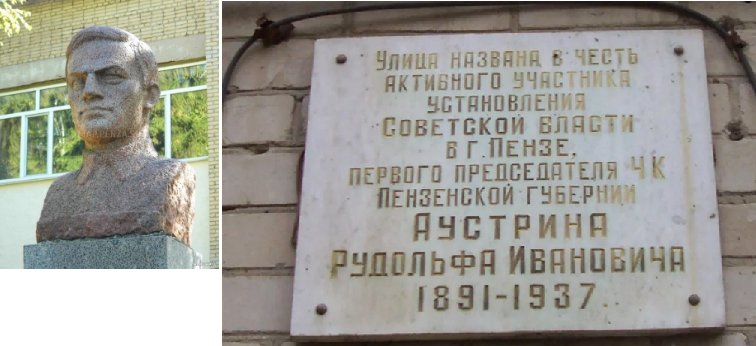 Улица названа в честь
активного участника
установления
Советской власти
в г. Пензе,
первого председателя ЧК
Пензенской губернии
Аустрина
Рудольфа Ивановича
1891-1937